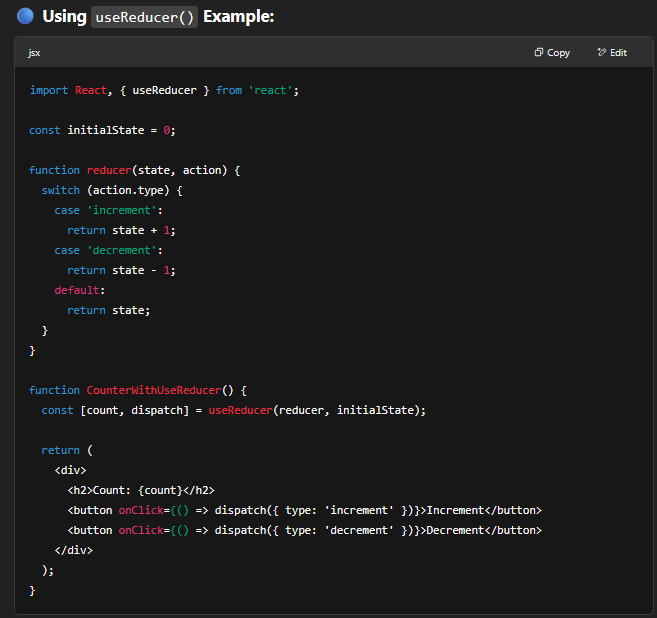 Using useReducer() Example:
jsx Copy Edit
import React, { useReducer } from 'react';
const initialState = 0;
function reducer(state, action) {
  switch (action.type) {
    case 'increment':
      return state + 1;
    case 'decrement':
      return state - 1;
    default:
      return state;
  }
}
function CounterWithUseReducer() {
  const [count, dispatch] = useReducer(reducer, initialState);
  return (
    <div>
      <h2>Count: {count}</h2>
      <button onClick={() => dispatch({ type: 'increment' })}>Increment</button>
      <button onClick={() => dispatch({ type: 'decrement' })}>Decrement</button>
    </div>
  );
}